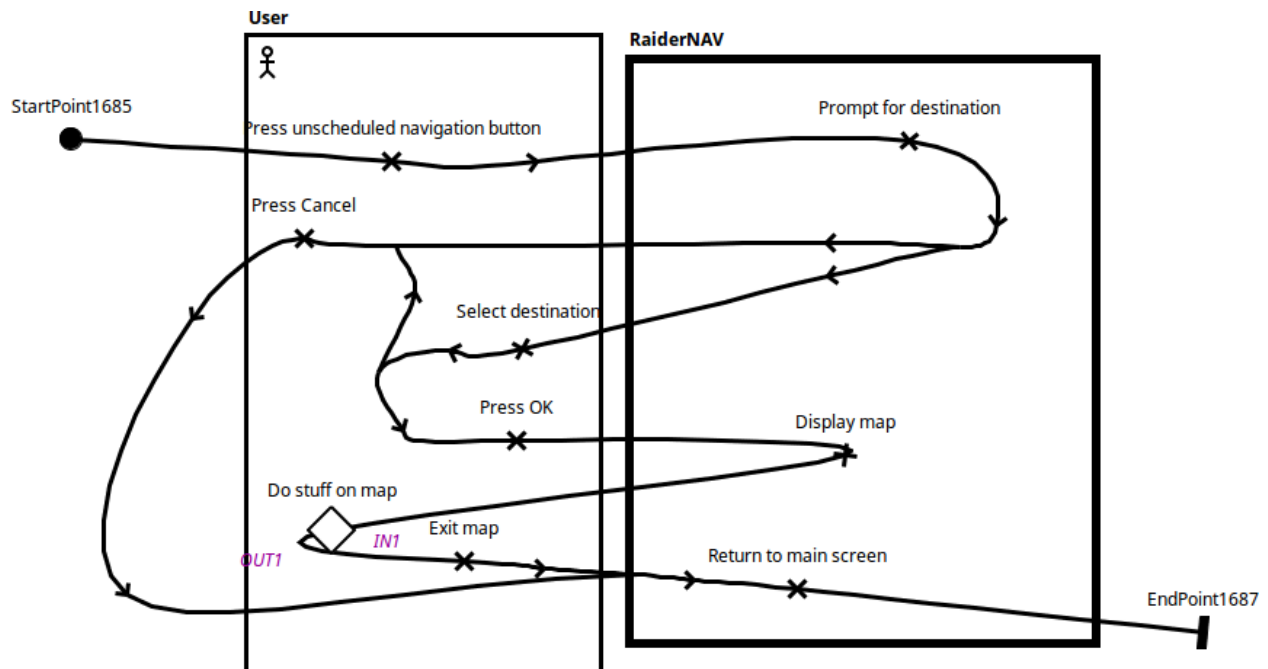 User
RaiderNAV
StartPoint1685
Prompt for destination
Press unscheduled navigation button
Press Cancel
Select destination
Press OK
Display map
Do stuff on map
Exit map
IN1
OUT1
Return to main screen
EndPoint1687